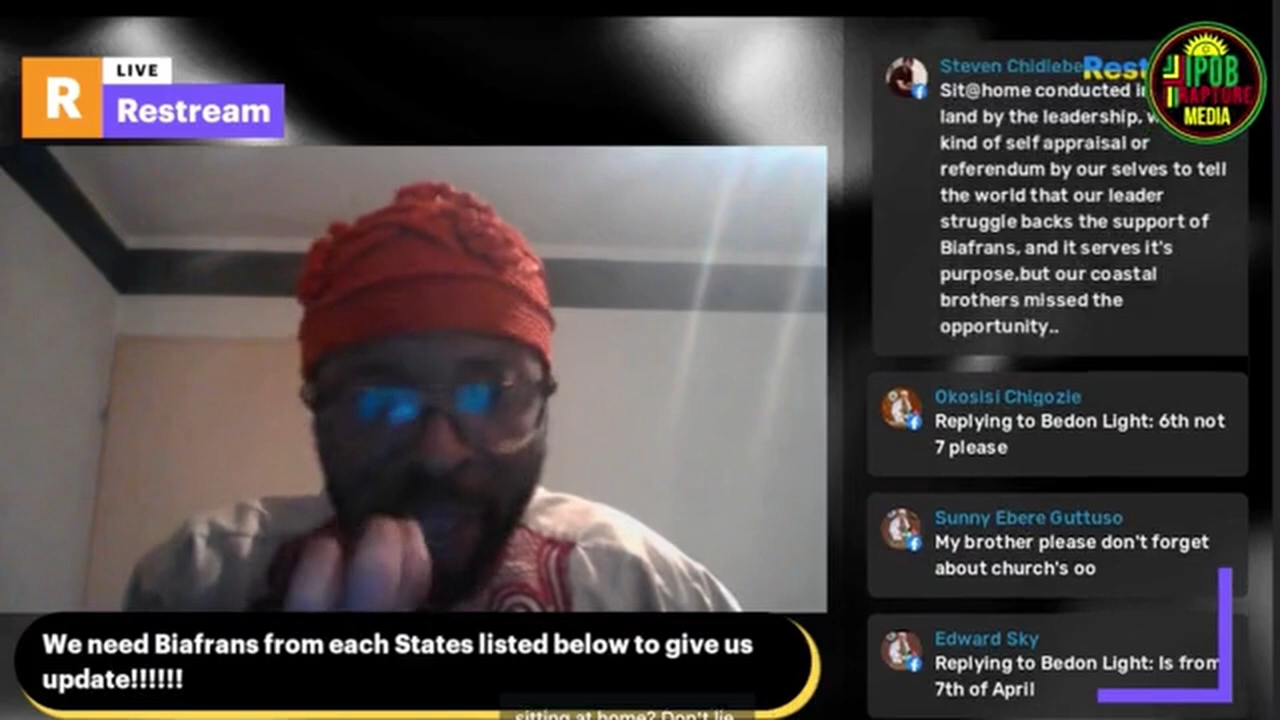 R
LIVE
Restream
We need Biafrans from each States listed below to give us
update!!!!!!
sitting at home? Don't lie
Steven Chidiebe
Rest
Sit@home conducted in
land by the leadership, w
kind of self appraisal or
referendum by our selves to tell
the world that our leader
struggle backs the support of
Biafrans, and it serves it's
purpose,but our coastal
brothers missed the
opportunity..
IPOB
RAPTURE
MEDIA
Okosisi Chigozie
Replying to Bedon Light: 6th not
7 please
Sunny Ebere Guttuso
My brother please don't forget
about church's oo
Edward Sky
Replying to Bedon Light: Is from
7th of April